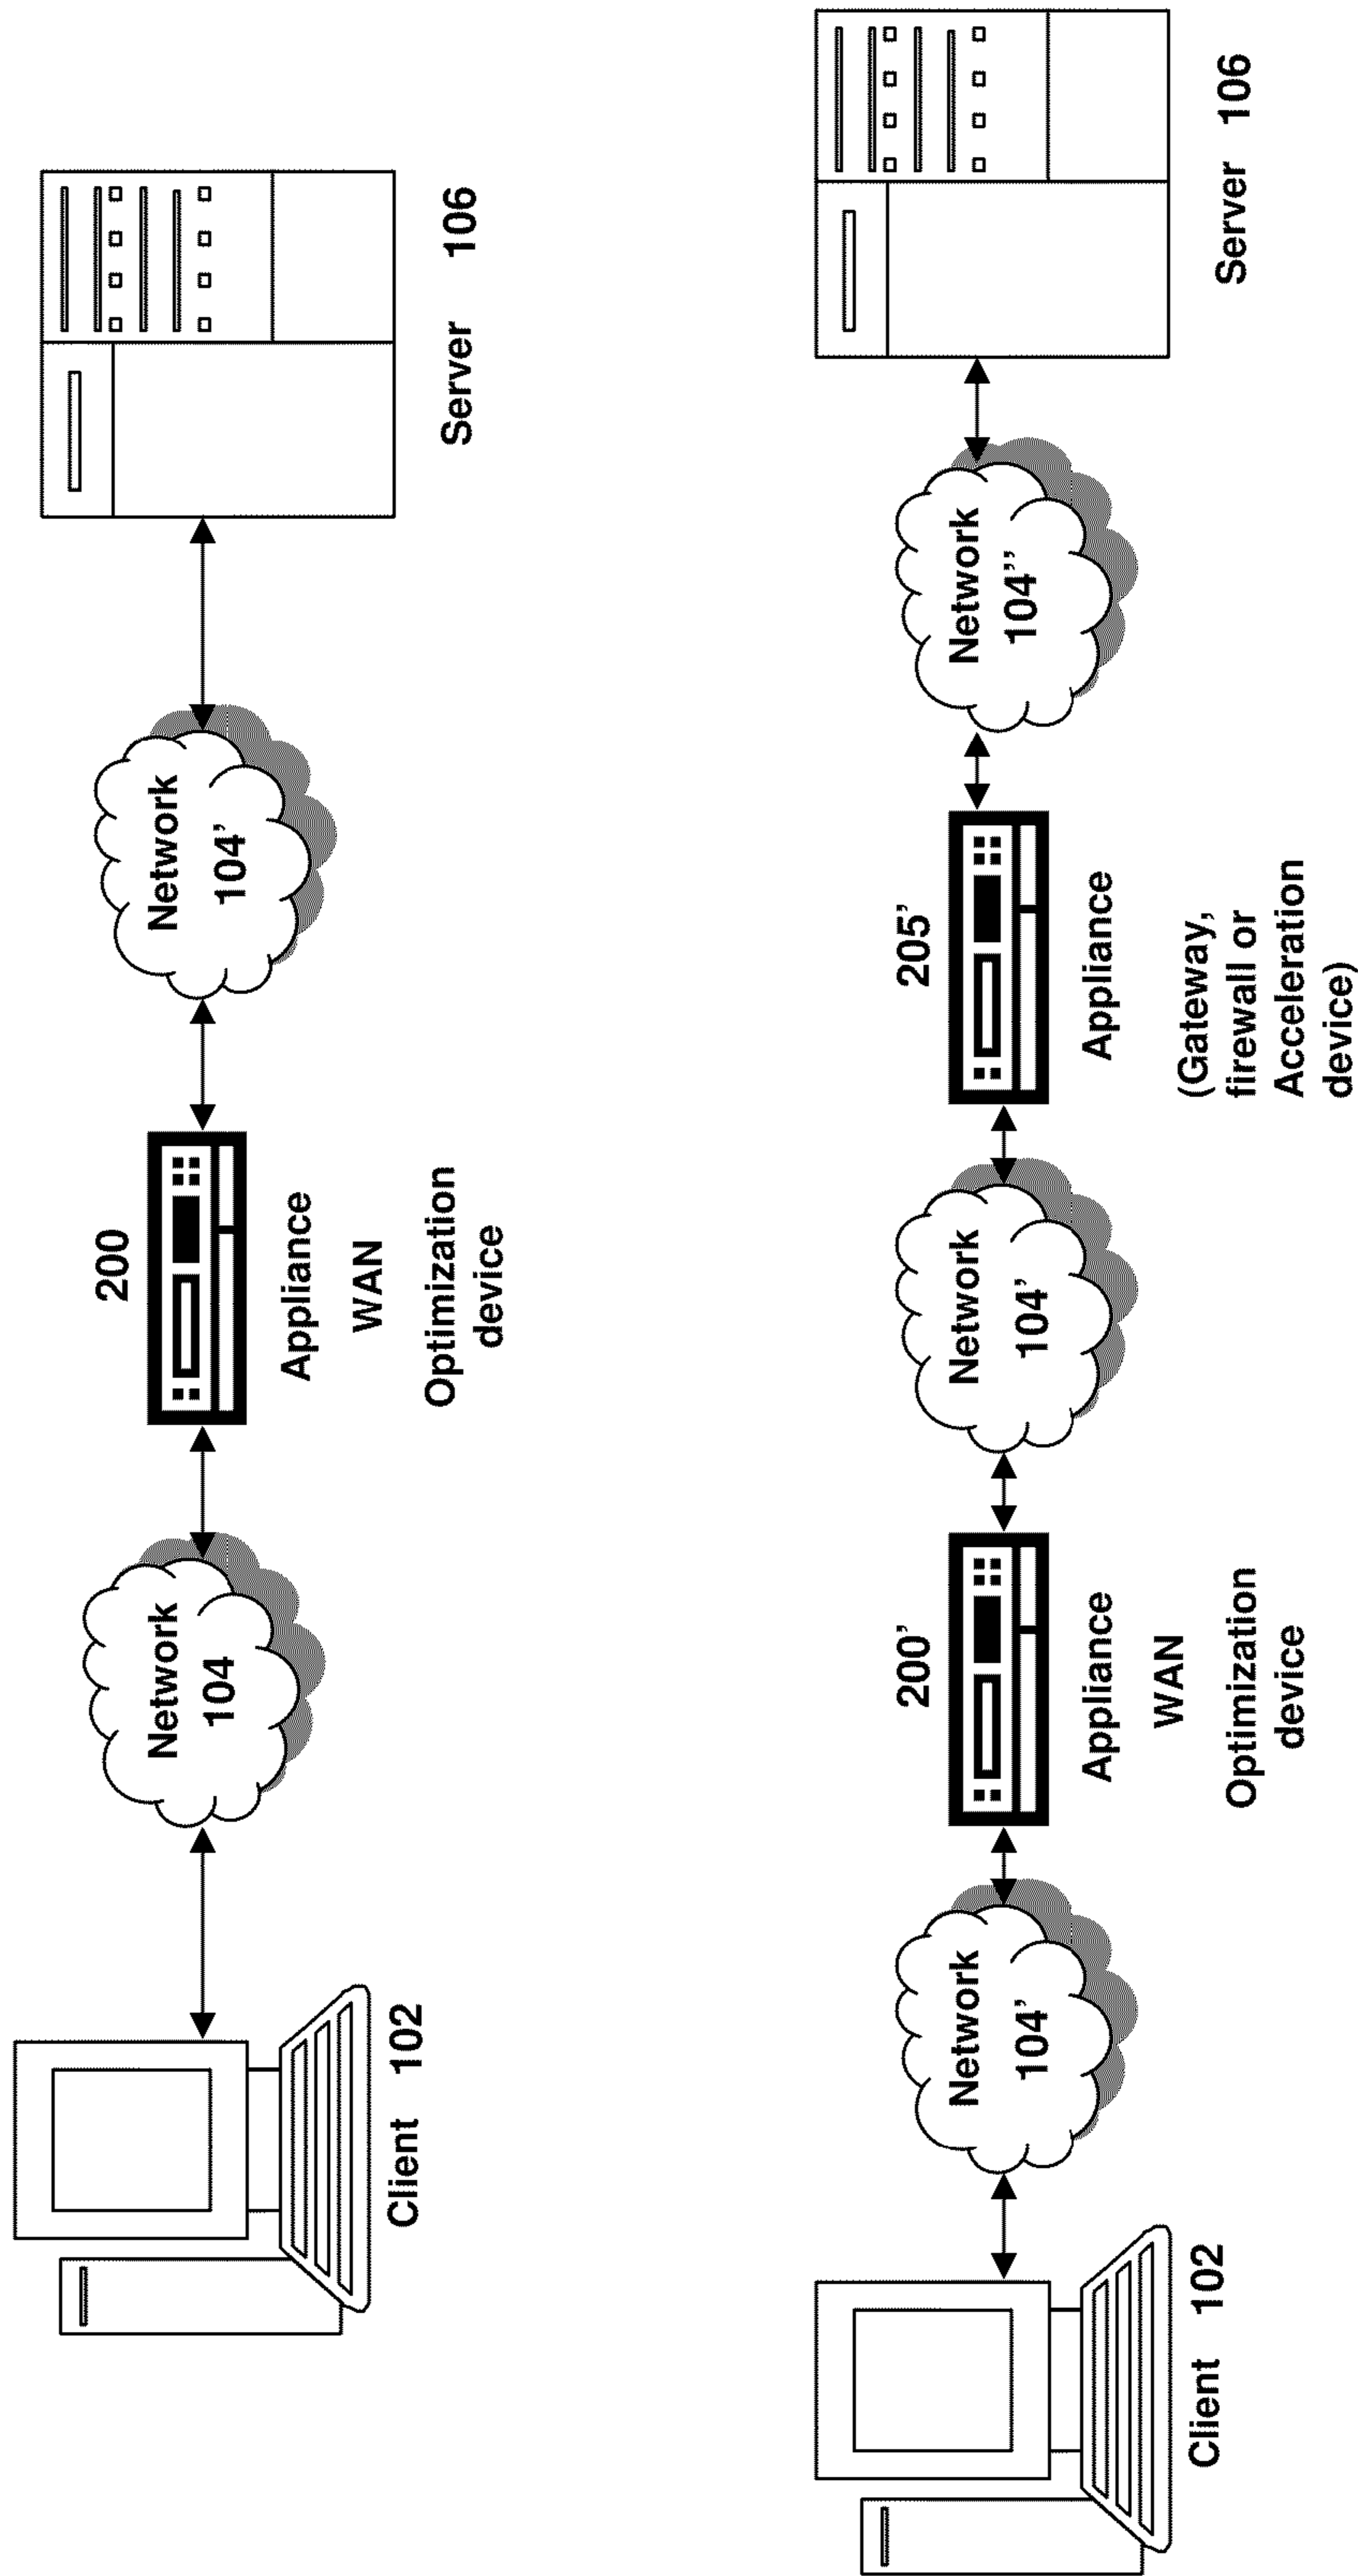 200
Network
104
Network
104’
Appliance
WAN
Optimization
device
Client 102
Server 106
200’
205’
Network
104’
Network
104’
Network
104’’
Appliance
WAN
Optimization
device
Appliance
(Gateway,
firewall or
Acceleration
device)
Client 102
Server 106